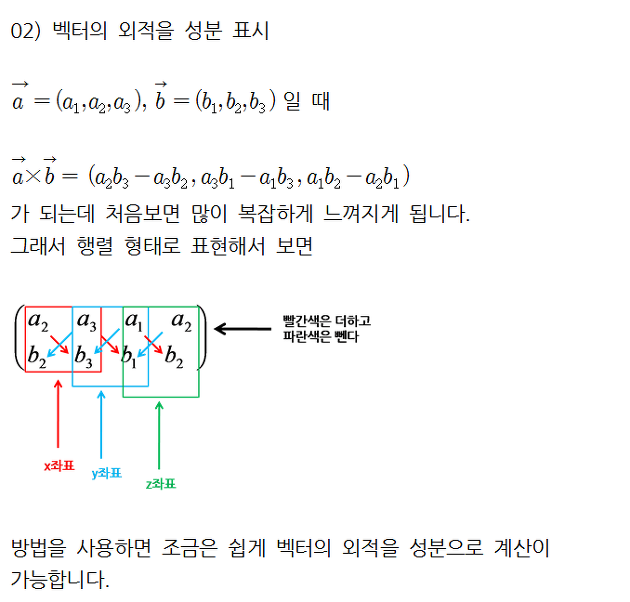 02) 벡터의 외적을 성분 표시
a⃗ = (a₁,a₂,a₃), b⃗ = (b₁,b₂,b₃) 일 때
a⃗×b⃗ = (a₂b₃−a₃b₂, a₃b₁−a₁b₃, a₁b₂−a₂b₁)
가 되는데 처음보면 많이 복잡하게 느껴지게 됩니다.
그래서 행렬 형태로 표현해서 보면
a₂ a₃ a₁ a₂
b₂ b₃ b₁ b₂
빨간색은 더하고
파란색은 뺀다
x좌표
y좌표
z좌표
방법을 사용하면 조금은 쉽게 벡터의 외적을 성분으로 계산이
가능합니다.